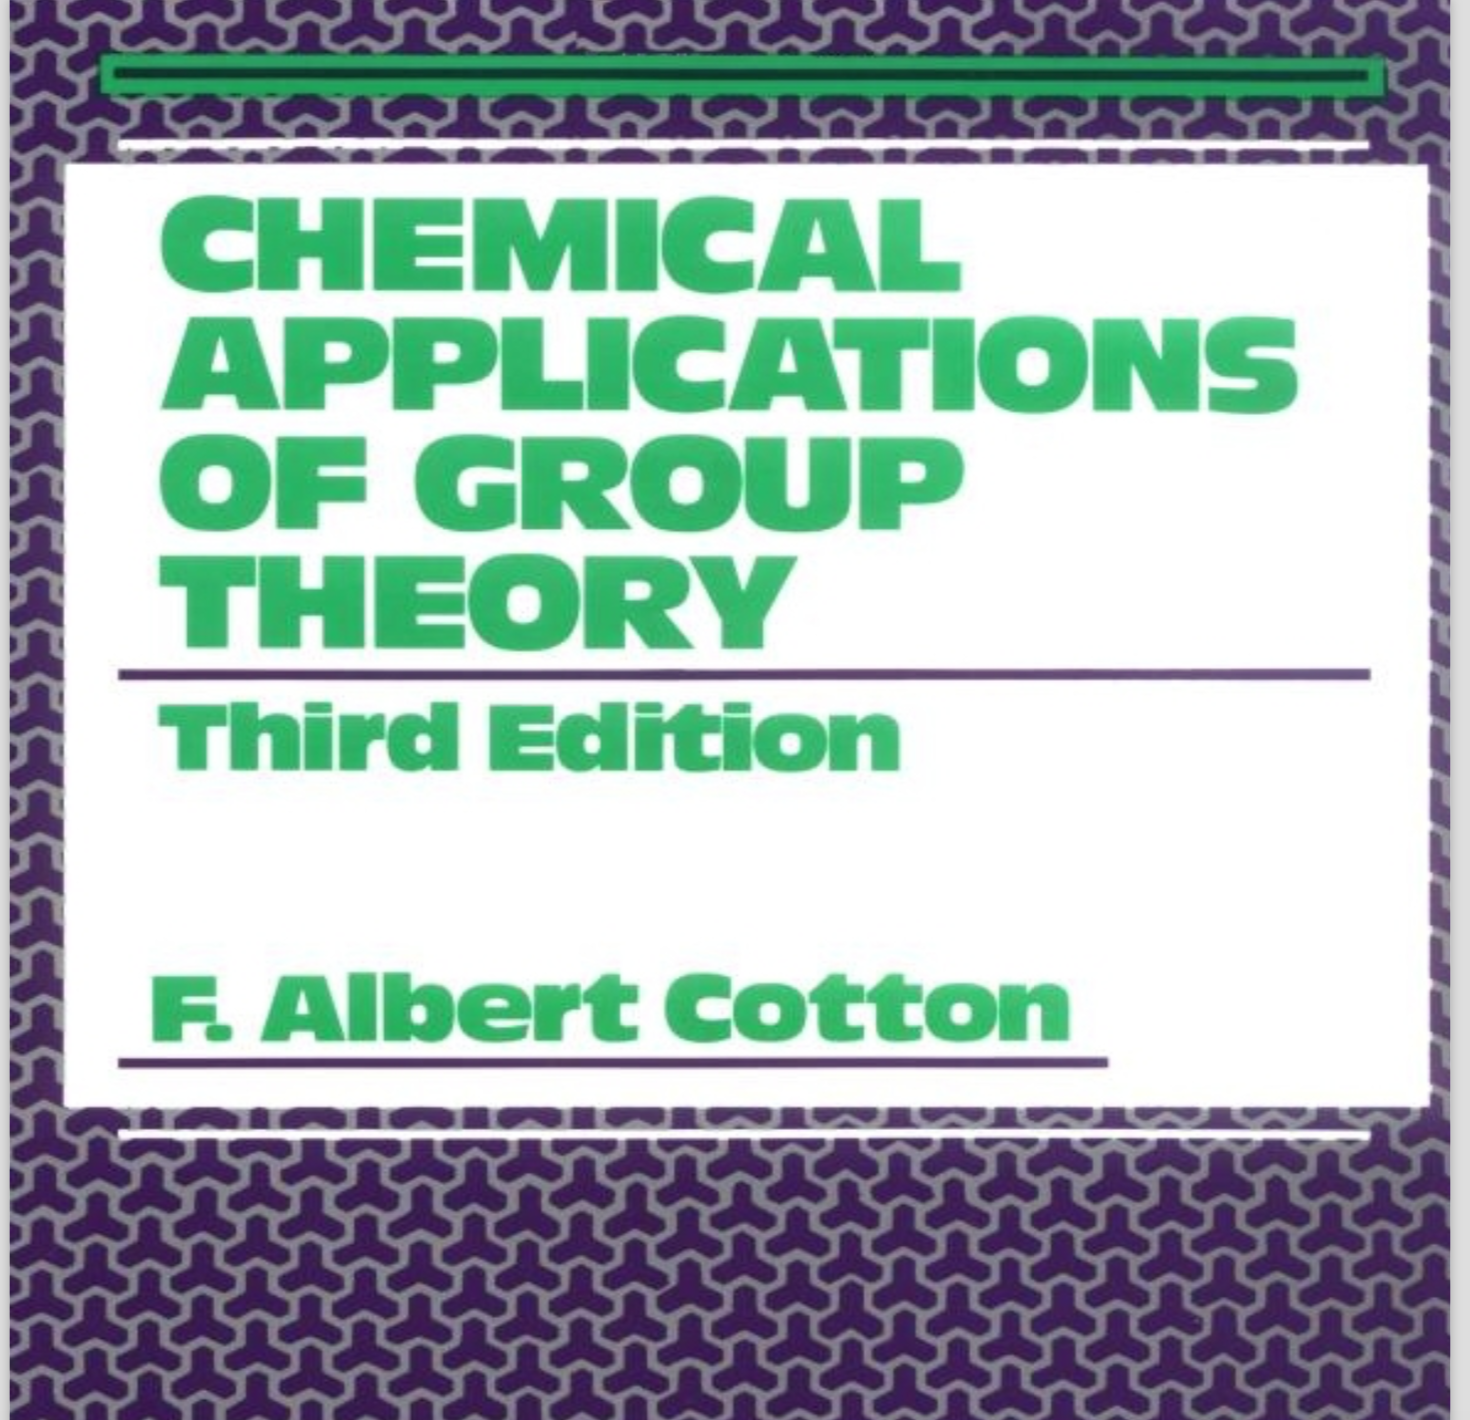 CHEMICAL
APPLICATIONS
OF GROUP
THEORY
Third Edition
F. Albert Cotton